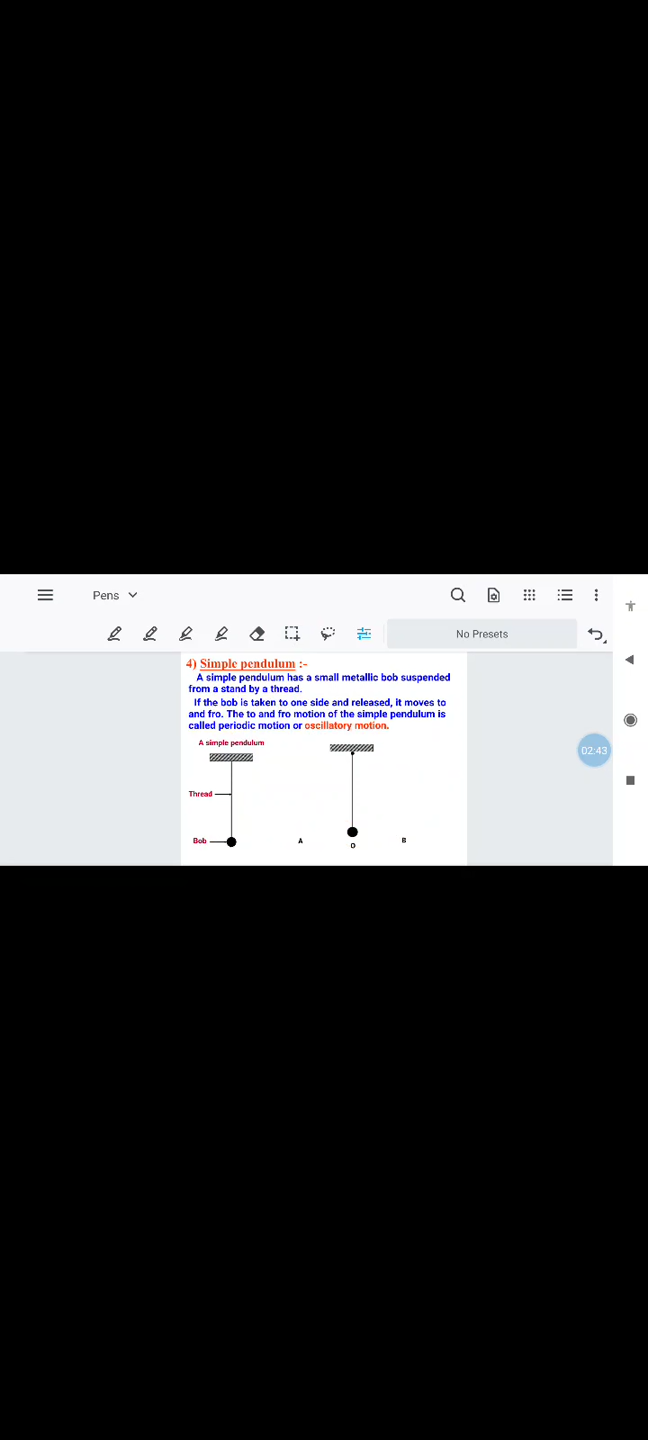 Pens
No Presets
4) Simple pendulum :-
A simple pendulum has a small metallic bob suspended
from a stand by a thread.
If the bob is taken to one side and released, it moves to
and fro. The to and fro motion of the simple pendulum is
called periodic motion or oscillatory motion.
A simple pendulum
Thread
Bob
A
O
B
02:43